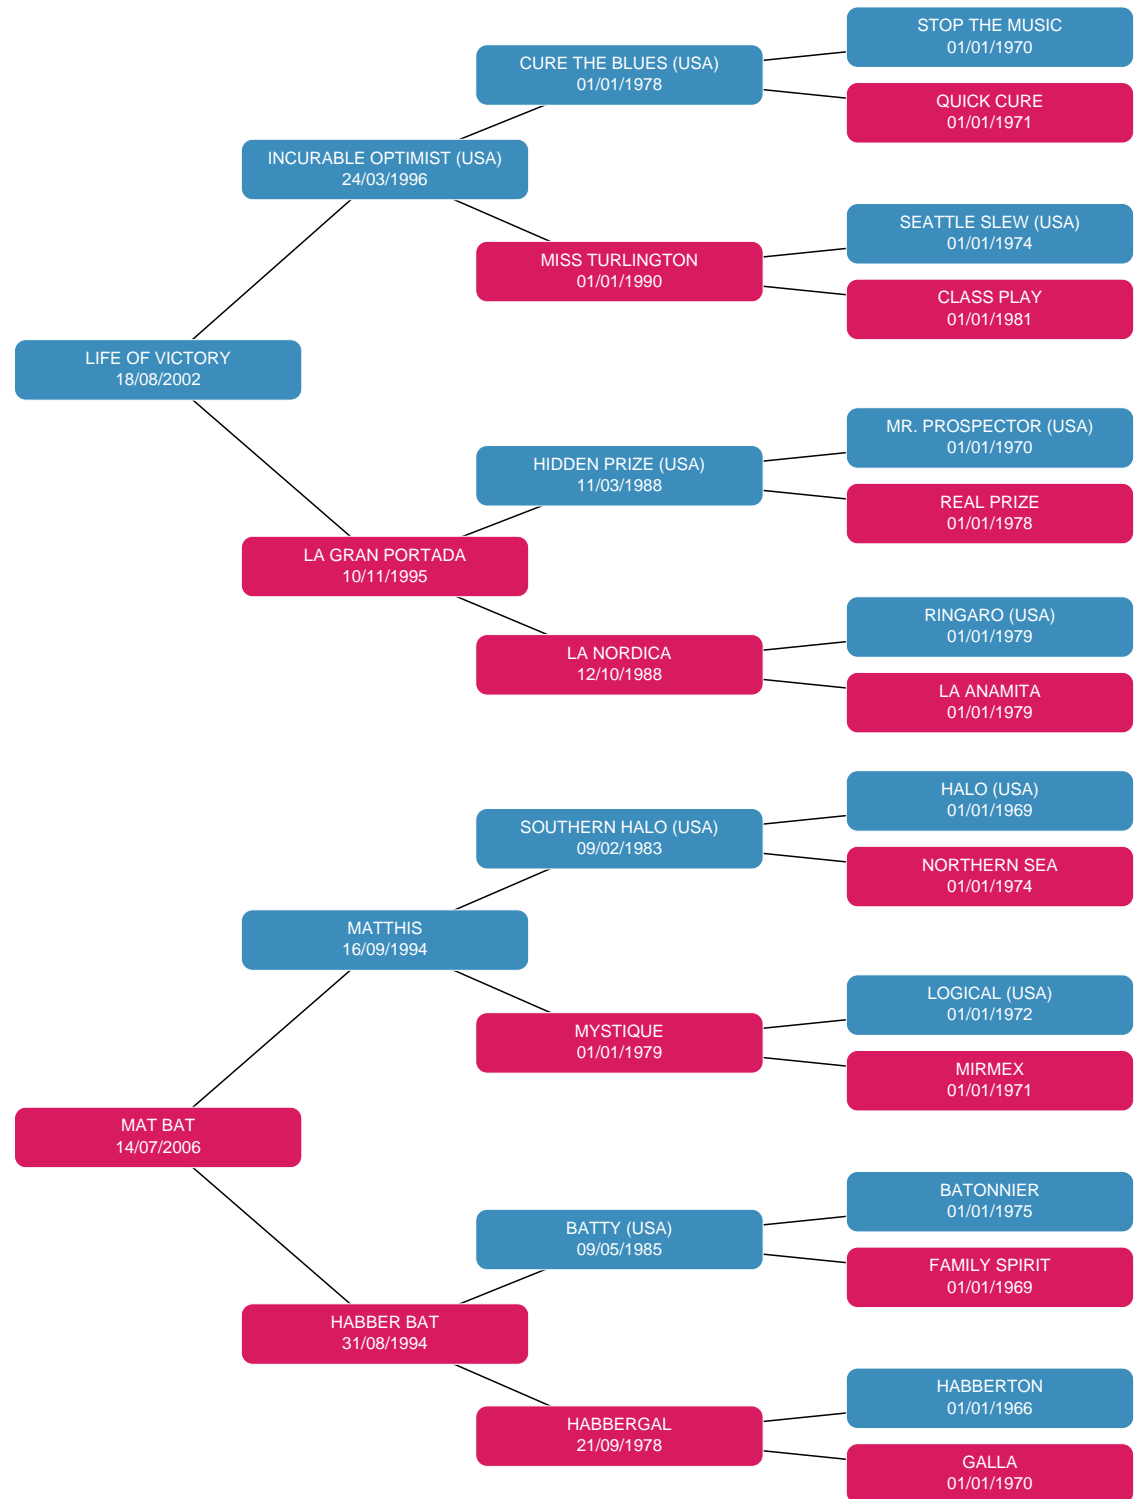 STOP THE MUSIC
01/01/1970
CURE THE BLUES (USA)
01/01/1978
QUICK CURE
01/01/1971
INCURABLE OPTIMIST (USA)
24/03/1996
SEATTLE SLEW (USA)
01/01/1974
MISS TURLINGTON
01/01/1990
CLASS PLAY
01/01/1981
LIFE OF VICTORY
18/08/2002
MR. PROSPECTOR (USA)
01/01/1970
HIDDEN PRIZE (USA)
11/03/1988
REAL PRIZE
01/01/1978
LA GRAN PORTADA
10/11/1995
RINGARO (USA)
01/01/1979
LA NORDICA
12/10/1988
LA ANAMITA
01/01/1979
HALO (USA)
01/01/1969
SOUTHERN HALO (USA)
09/02/1983
NORTHERN SEA
01/01/1974
MATTHIS
16/09/1994
LOGICAL (USA)
01/01/1972
MYSTIQUE
01/01/1979
MIRMEX
01/01/1971
MAT BAT
14/07/2006
BATONNIER
01/01/1975
BATTY (USA)
09/05/1985
FAMILY SPIRIT
01/01/1969
HABBER BAT
31/08/1994
HABBERTON
01/01/1966
HABBERGAL
21/09/1978
GALLA
01/01/1970